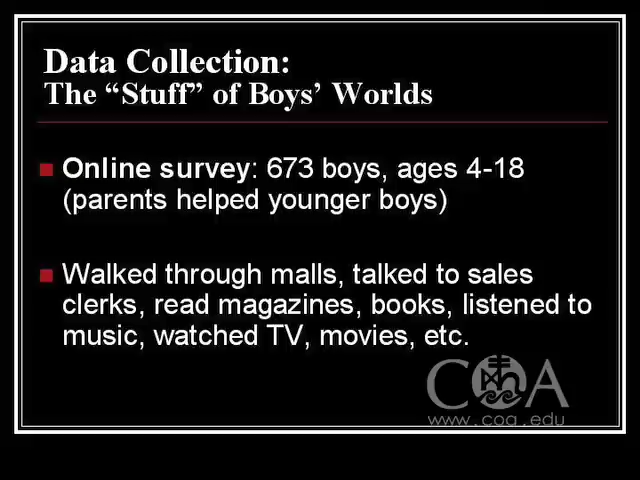 Data Collection:
The “Stuff” of Boys’ Worlds
Online survey: 673 boys, ages 4-18
(parents helped younger boys)
Walked through malls, talked to sales
clerks, read magazines, books, listened to
music, watched TV, movies, etc.
COA
www.coa.edu